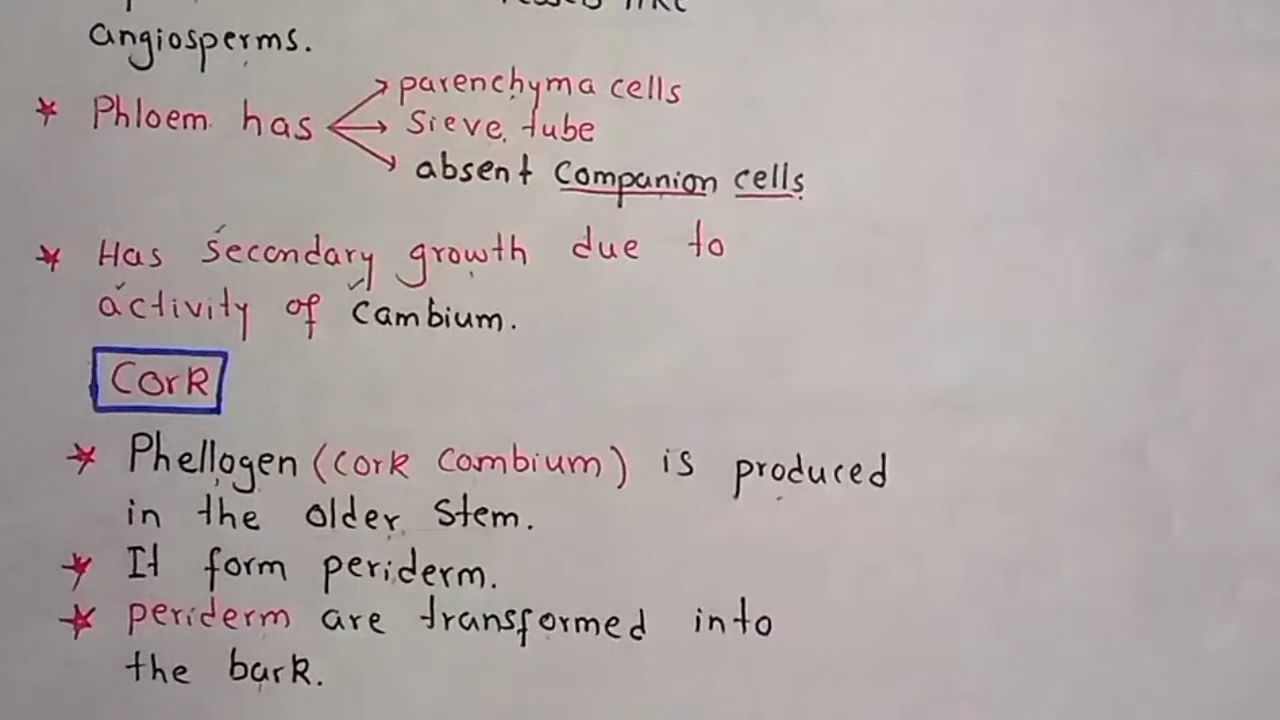 angiosperms.
* Phloem has → parenchyma cells
→ Sieve tube
→ absent Companion cells
* Has secondary growth due to
activity of Cambium.
Cork
* Phellogen (cork combium) is produced
in the older stem.
* It form periderm.
* periderm are transformed into
the bark.